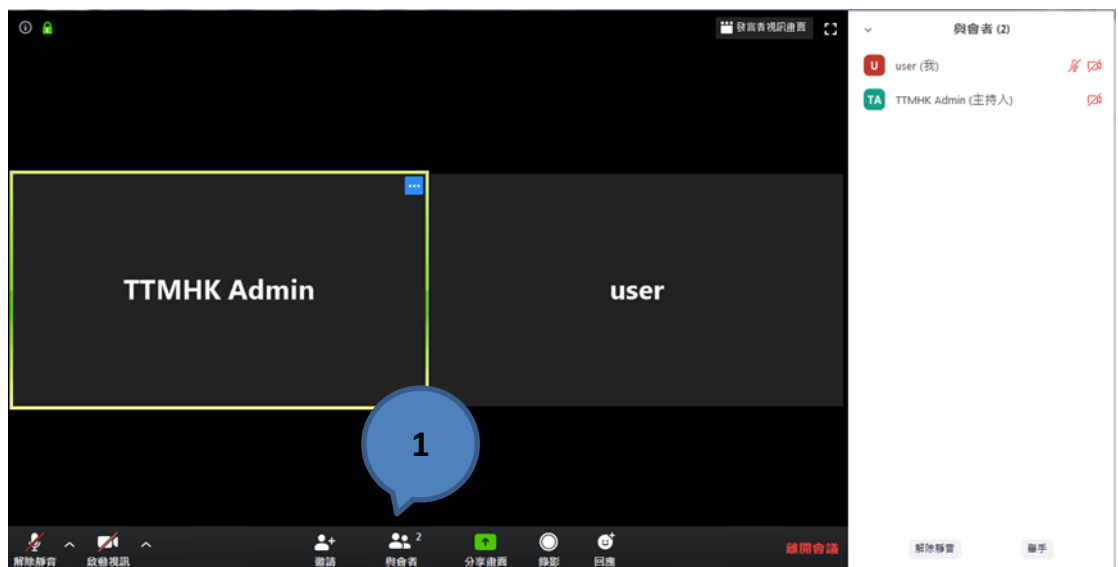 發言者視訊畫面
與會者 (2)
U user (我)
TA TTMHK Admin (主持人)
TTMHK Admin
user
1
解除靜音
啟動視訊
邀請
與會者 2
分享畫面
錄影
回應
離開會議
解除靜音
舉手